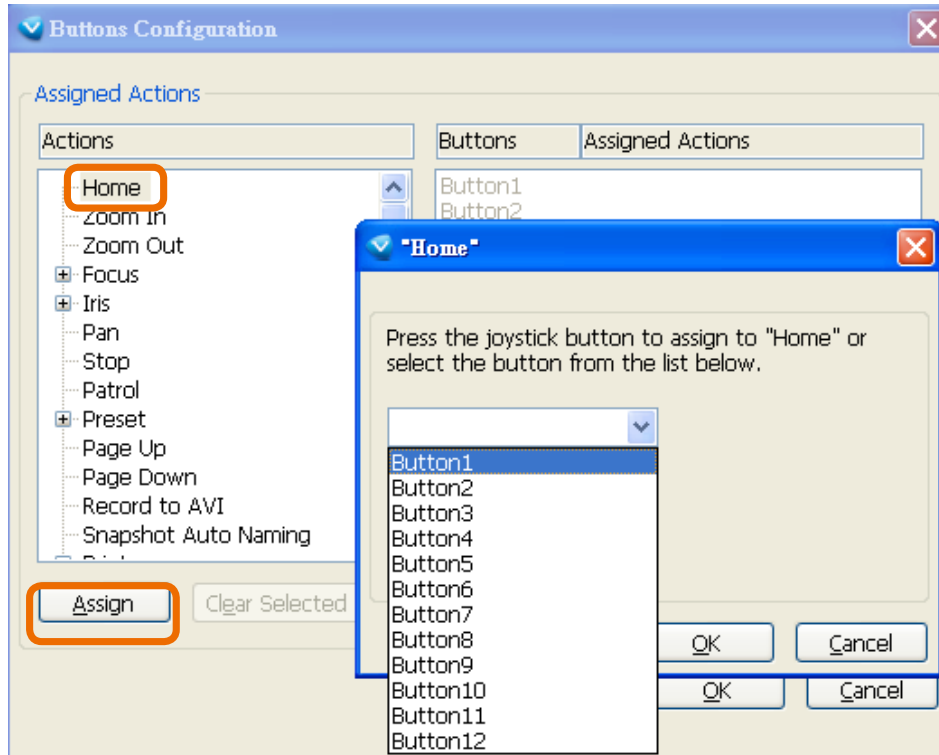 Buttons Configuration
Assigned Actions
Actions
Buttons
Assigned Actions
Home
Zoom In
Zoom Out
Focus
Iris
Pan
Stop
Patrol
Preset
Page Up
Page Down
Record to AVI
Snapshot Auto Naming
Assign
Clear Selected
Button1
Button2
"Home"
Press the joystick button to assign to "Home" or
select the button from the list below.
Button1
Button2
Button3
Button4
Button5
Button6
Button7
Button8
Button9
Button10
Button11
Button12
OK
Cancel
OK
Cancel